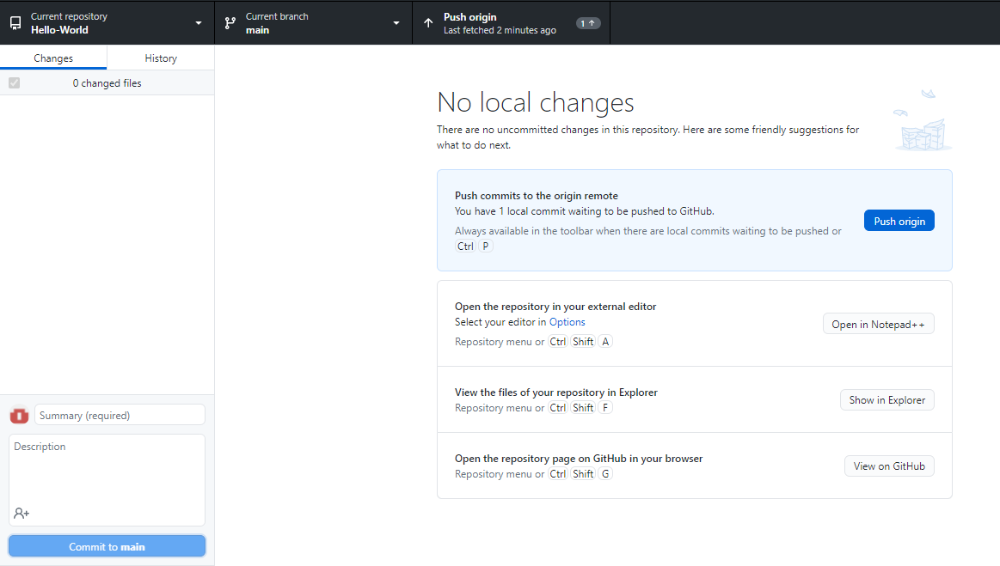 Current repository
Hello-World
Current branch
main
Push origin
Last fetched 2 minutes ago
1
Changes
History
0 changed files
No local changes
There are no uncommitted changes in this repository. Here are some friendly suggestions for
what to do next.
Push commits to the origin remote
You have 1 local commit waiting to be pushed to GitHub.
Always available in the toolbar when there are local commits waiting to be pushed or
Ctrl P
Push origin
Open the repository in your external editor
Select your editor in Options
Repository menu or Ctrl Shift A
Open in Notepad++
View the files of your repository in Explorer
Repository menu or Ctrl Shift F
Show in Explorer
Open the repository page on GitHub in your browser
Repository menu or Ctrl Shift G
View on GitHub
Summary (required)
Description
Commit to main